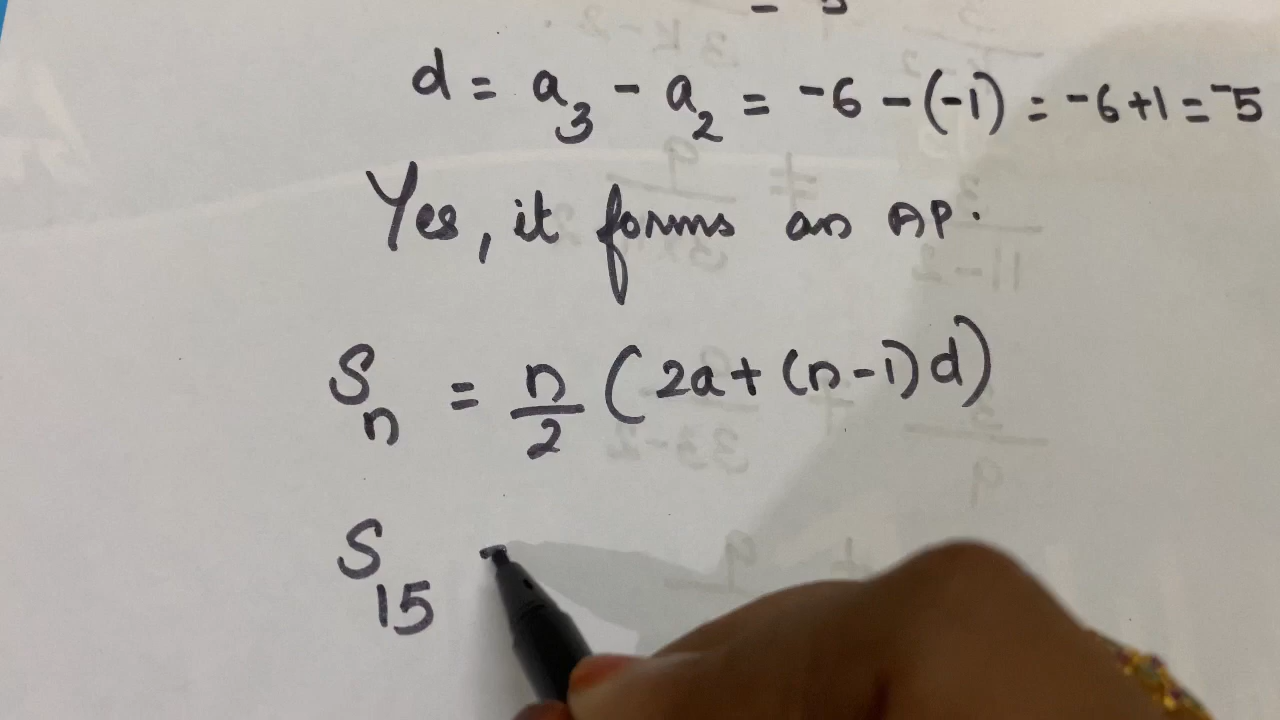 d = a₃ - a₂ = -6 - (-1) = -6 + 1 = -5
Yes, it forms an AP.
Sₙ = n/2 (2a + (n-1) d)
S₁₅